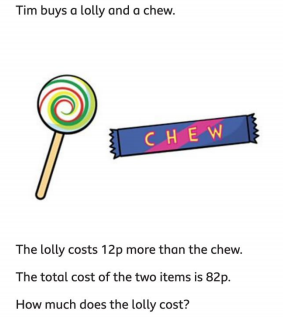 Tim buys a lolly and a chew.
CHEW
The lolly costs 12p more than the chew.
The total cost of the two items is 82p.
How much does the lolly cost?